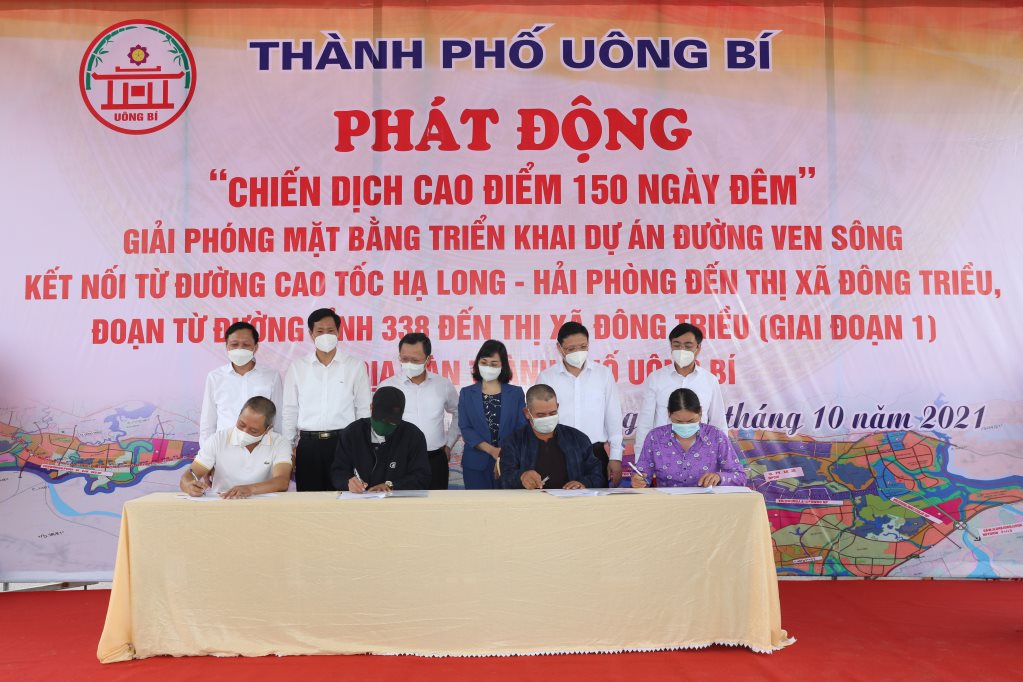 UÔNG BÍ
THÀNH PHỐ UÔNG BÍ
PHÁT ĐỘNG
“CHIẾN DỊCH CAO ĐIỂM 150 NGÀY ĐÊM”
GIẢI PHÓNG MẶT BẰNG TRIỂN KHAI DỰ ÁN ĐƯỜNG VEN SÔNG
KẾT NỐI TỪ ĐƯỜNG CAO TỐC HẠ LONG - HẢI PHÒNG ĐẾN THỊ XÃ ĐÔNG TRIỀU,
ĐOẠN TỪ ĐƯỜNG 338 ĐẾN THỊ XÃ ĐÔNG TRIỀU (GIAI ĐOẠN 1)
THÀNH PHỐ UÔNG BÍ
tháng 10 năm 2021